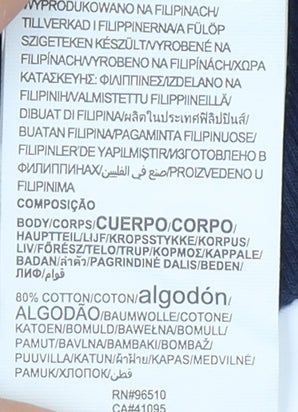 WYPRODUKOWANO NA FILIPINACH/
TILLVERKAD I FILIPPINERNA/A FÜLÖP
SZIGETEKEN KÉSZÜLT/VYROBENÉ NA
FILIPÍNACH/VYROBENO NA FILIPÍNÁCH/ΧΩΡΑ
ΚΑΤΑΣΚΕΥΗΣ: ΦΙΛΙΠΠΙΝΕΣ/IZDELANO NA
FILIPINIH/VALMISTETTU FILIPPIINEILLÄ/
DIBUAT DI FILIPINA/ผลิตในประเทศฟิลิปปินส์/
BUATAN FILIPINA/PAGAMINTA FILIPINUOSE/
FILIPINLER'DE YAPILMIŞTIR/ИЗГОТОВЛЕНО В
ФИЛИППИНАХ/صنع في الفلبين/PROIZVEDENO U
FILIPINIMA
COMPOSIÇÃO
BODY/CORPS/CUERPO/CORPO/
HAUPTTEIL/LIJF/KROPSSTYKKE/KORPUS/
LIV/FŐRÉSZ/TELO/TRUP/ΚΟΡΜΟΣ/KAPPALE/
BADAN/ลำตัว/PAGRINDINĖ DALIS/BEDEN/
ЛИФ/قوام/
80% COTTON/COTON/algodón/
ALGODÃO/BAUMWOLLE/COTONE/
KATOEN/BOMULD/BAWEŁNA/BOMULL/
PAMUT/BAVLNA/BAMBAKI/BOMBAŽ/
PUUVILLA/KATUN/ผ้าฝ้าย/KAPAS/MEDVILNĖ/
PAMUK/ХЛОПОК/قطن/
RN#96510
CA#41095